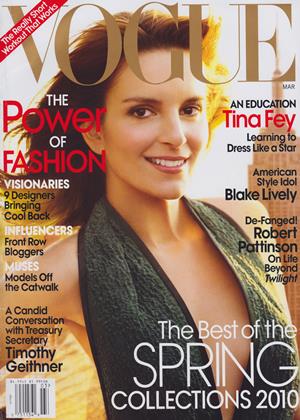 The Really Short
Workout That Works
VOGUE
MAR
THE
Power
OF
FASHION
VISIONARIES
9 Designers
Bringing
Cool Back
INFLUENCERS
Front Row
Bloggers
MUSES
Models Off
the Catwalk
A Candid
Conversation
with Treasury
Secretary
Timothy
Geithner
AN EDUCATION
Tina Fey
Learning to
Dress Like a Star
American
Style Idol
Blake Lively
De-Fanged!
Robert
Pattinson
On Life
Beyond
Twilight
The Best of the
SPRING
COLLECTIONS 2010